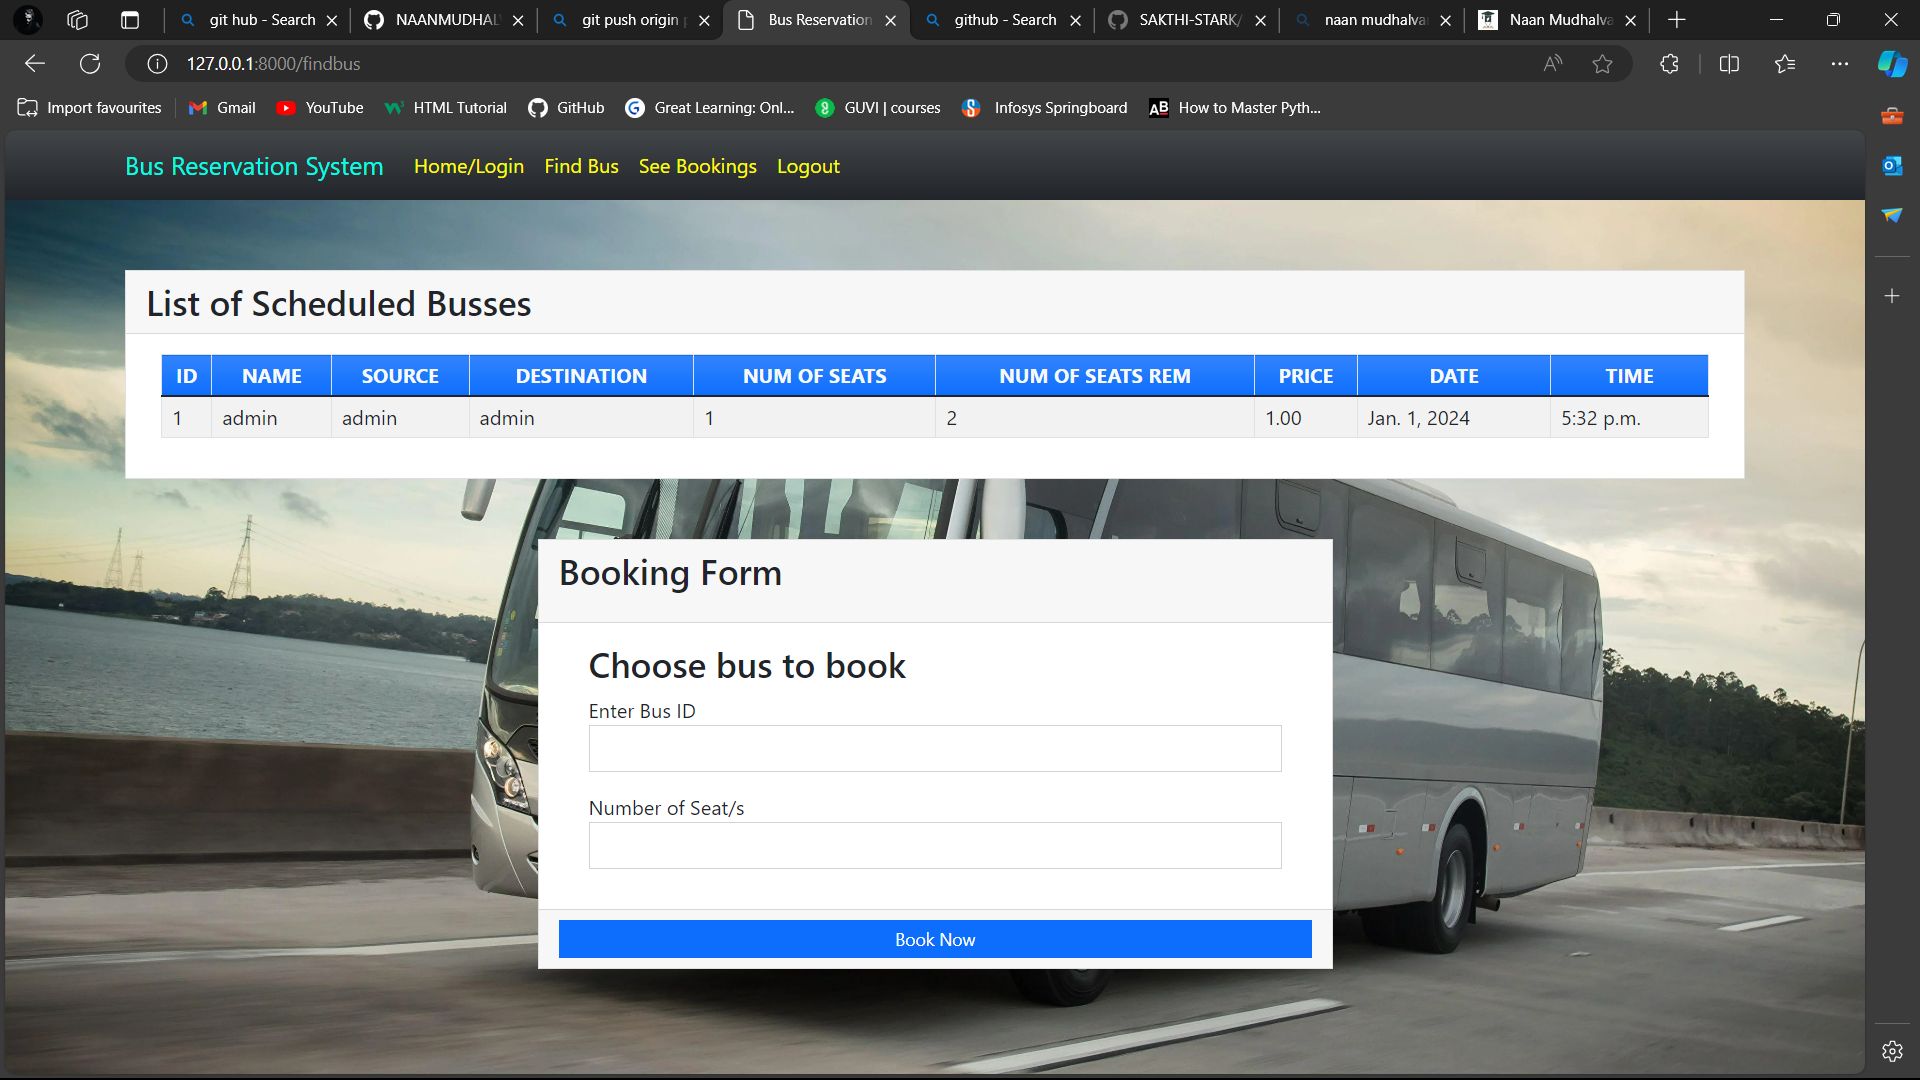 git hub - Search
NAANMUDHAL
git push origin
Bus Reservation
github - Search
SAKTHI-STARK/
naan mudhalva
Naan Mudhalva
127.0.0.1:8000/findbus
Import favourites
Gmail
YouTube
HTML Tutorial
GitHub
Great Learning: Onl...
GUVI | courses
Infosys Springboard
How to Master Pyth...
Bus Reservation System
Home/Login
Find Bus
See Bookings
Logout
List of Scheduled Busses
ID NAME SOURCE DESTINATION NUM OF SEATS NUM OF SEATS REM PRICE DATE TIME
1 admin admin admin 1 2 1.00 Jan. 1, 2024 5:32 p.m.
Booking Form
Choose bus to book
Enter Bus ID
Number of Seat/s
Book Now